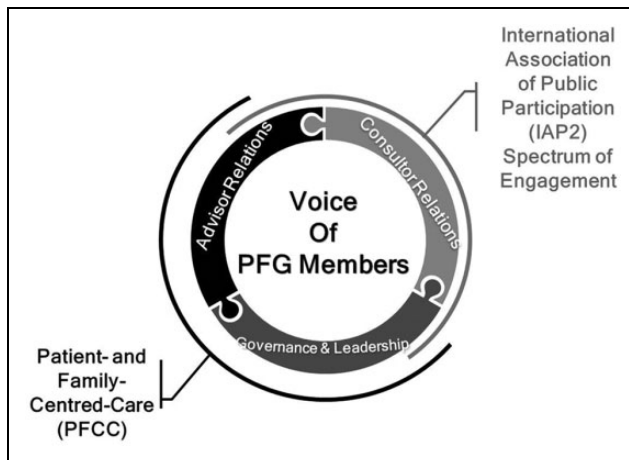 International
Association
of Public
Participation
(IAP2)
Spectrum of
Engagement
Advisor Relations
Consultor Relations
Voice
Of
PFG Members
Governance & Leadership
Patient- and
Family-
Centred-Care
(PFCC)